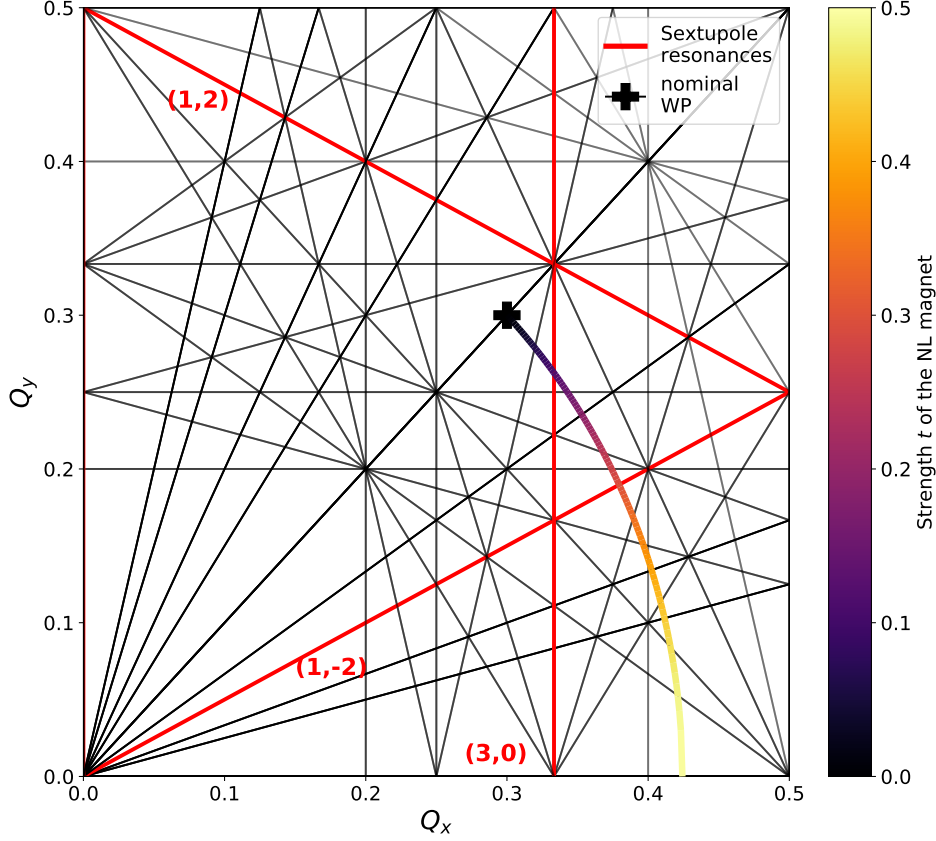 0.5
0.4
0.3
0.2
0.1
0.0
Q_y
0.0 0.1 0.2 0.3 0.4 0.5
Q_x
(1,2)
(1,-2)
(3,0)
Sextupole
resonances
nominal
WP
0.5
0.4
0.3
0.2
0.1
0.0
Strength t of the NL magnet